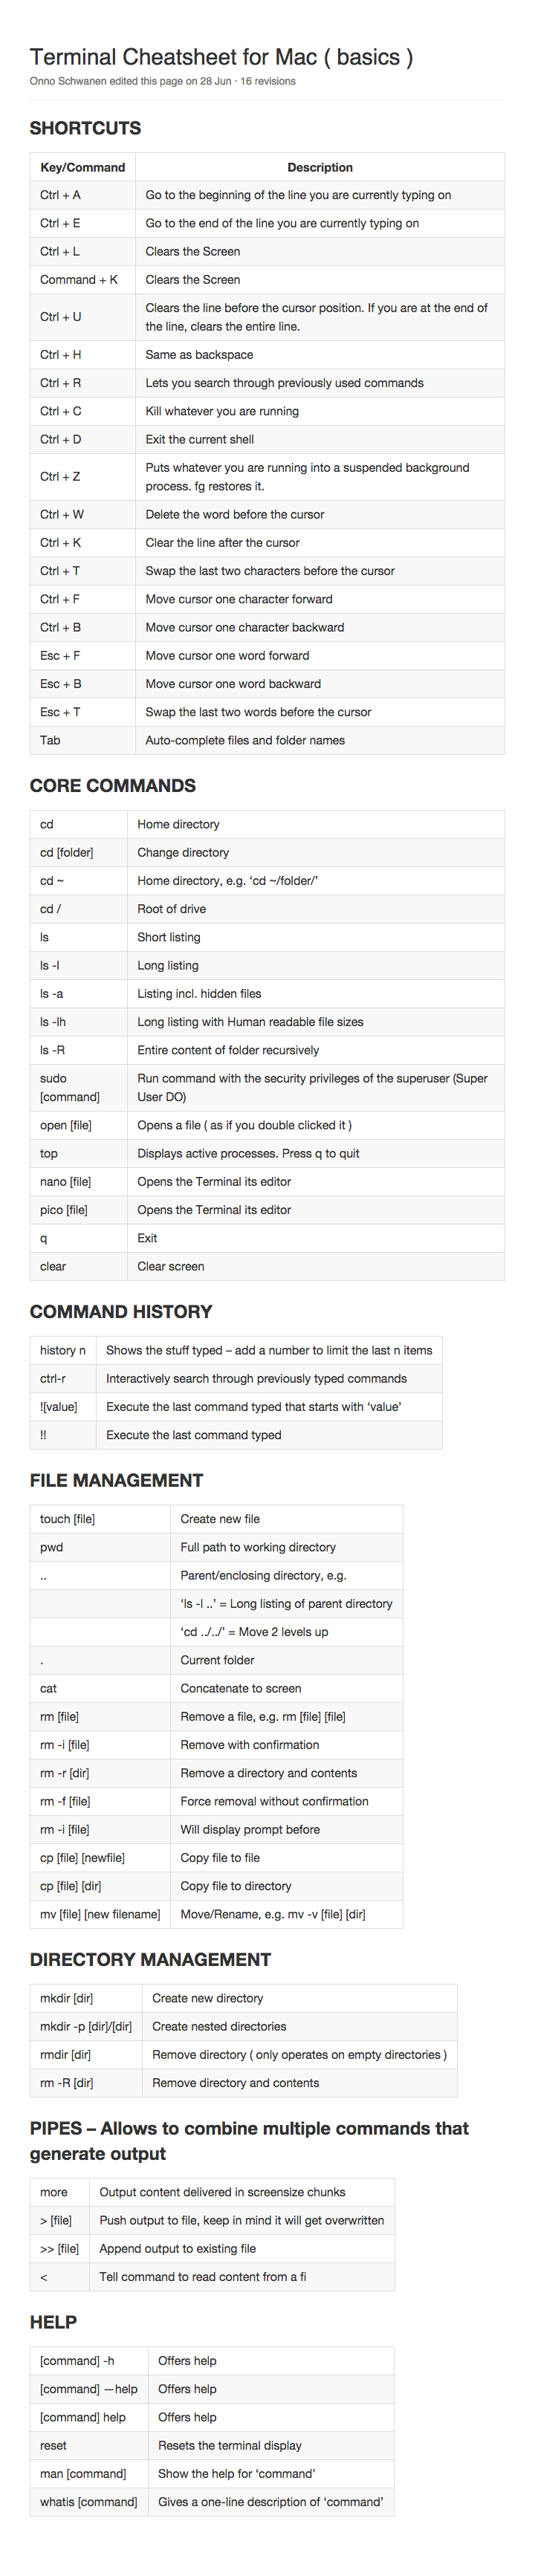 Terminal Cheatsheet for Mac ( basics )
Onno Schwanen edited this page on 28 Jun · 16 revisions
SHORTCUTS
Key/Command Description
Ctrl + A Go to the beginning of the line you are currently typing on
Ctrl + E Go to the end of the line you are currently typing on
Ctrl + L Clears the Screen
Command + K Clears the Screen
Ctrl + U Clears the line before the cursor position. If you are at the end of
the line, clears the entire line.
Ctrl + H Same as backspace
Ctrl + R Lets you search through previously used commands
Ctrl + C Kill whatever you are running
Ctrl + D Exit the current shell
Ctrl + Z Puts whatever you are running into a suspended background
process. fg restores it.
Ctrl + W Delete the word before the cursor
Ctrl + K Clear the line after the cursor
Ctrl + T Swap the last two characters before the cursor
Ctrl + F Move cursor one character forward
Ctrl + B Move cursor one character backward
Esc + F Move cursor one word forward
Esc + B Move cursor one word backward
Esc + T Swap the last two words before the cursor
Tab Auto-complete files and folder names
CORE COMMANDS
cd Home directory
cd [folder] Change directory
cd ~ Home directory, e.g. ‘cd ~/folder/’
cd / Root of drive
ls Short listing
ls -l Long listing
ls -a Listing incl. hidden files
ls -lh Long listing with Human readable file sizes
ls -R Entire content of folder recursively
sudo Run command with the security privileges of the superuser (Super
[command] User DO)
open [file] Opens a file ( as if you double clicked it )
top Displays active processes. Press q to quit
nano [file] Opens the Terminal its editor
pico [file] Opens the Terminal its editor
q Exit
clear Clear screen
COMMAND HISTORY
history n Shows the stuff typed – add a number to limit the last n items
ctrl-r Interactively search through previously typed commands
![value] Execute the last command typed that starts with ‘value’
!! Execute the last command typed
FILE MANAGEMENT
touch [file] Create new file
pwd Full path to working directory
.. Parent/enclosing directory, e.g.
‘ls -l ..’ = Long listing of parent directory
‘cd ../../’ = Move 2 levels up
. Current folder
cat Concatenate to screen
rm [file] Remove a file, e.g. rm [file] [file]
rm -i [file] Remove with confirmation
rm -r [dir] Remove a directory and contents
rm -f [file] Force removal without confirmation
rm -i [file] Will display prompt before
cp [file] [newfile] Copy file to file
cp [file] [dir] Copy file to directory
mv [file] [new filename] Move/Rename, e.g. mv -v [file] [dir]
DIRECTORY MANAGEMENT
mkdir [dir] Create new directory
mkdir -p [dir]/[dir] Create nested directories
rmdir [dir] Remove directory ( only operates on empty directories )
rm -R [dir] Remove directory and contents
PIPES – Allows to combine multiple commands that
generate output
more Output content delivered in screensize chunks
> [file] Push output to file, keep in mind it will get overwritten
>> [file] Append output to existing file
< Tell command to read content from a fi
HELP
[command] -h Offers help
[command] —help Offers help
[command] help Offers help
reset Resets the terminal display
man [command] Show the help for ‘command’
whatis [command] Gives a one-line description of ‘command’